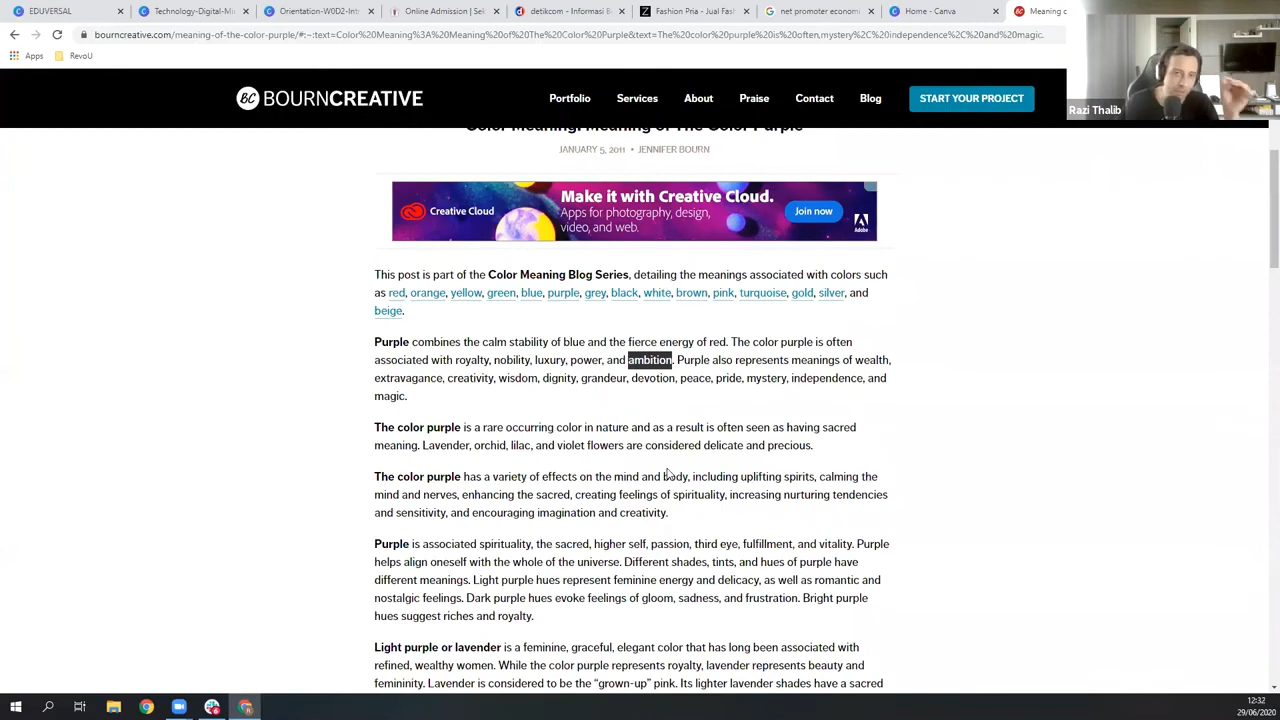 EDUVERSAL
Technology-Digital-M
Orientation-W0D2-Int
Online Admission | Sel
detikcom - Informasi B
Fashion Pria - Jual Fas
net promoter econom
Home - Canva
Meaning o
bourncreative.com/meaning-of-the-color-purple/#:~:text=Color%20Meaning%3A%20Meaning%20of%20The%20Color%20Purple&text=The%20color%20purple%20is%20often,mystery%2C%20independence%2C%20and%20magic.
Apps
RevoU
BC BOURNCREATIVE
Portfolio
Services
About
Praise
Contact
Blog
START YOUR PROJECT
Razi Thalib
Color Meaning: Meaning of The Color Purple
JANUARY 5, 2011 • JENNIFER BOURN
Creative Cloud
Make it with Creative Cloud.
Apps for photography, design,
video, and web.
Join now
Adobe
This post is part of the Color Meaning Blog Series, detailing the meanings associated with colors such
as red, orange, yellow, green, blue, purple, grey, black, white, brown, pink, turquoise, gold, silver, and
beige.
Purple combines the calm stability of blue and the fierce energy of red. The color purple is often
associated with royalty, nobility, luxury, power, and ambition. Purple also represents meanings of wealth,
extravagance, creativity, wisdom, dignity, grandeur, devotion, peace, pride, mystery, independence, and
magic.
The color purple is a rare occurring color in nature and as a result is often seen as having sacred
meaning. Lavender, orchid, lilac, and violet flowers are considered delicate and precious.
The color purple has a variety of effects on the mind and body, including uplifting spirits, calming the
mind and nerves, enhancing the sacred, creating feelings of spirituality, increasing nurturing tendencies
and sensitivity, and encouraging imagination and creativity.
Purple is associated spirituality, the sacred, higher self, passion, third eye, fulfillment, and vitality. Purple
helps align oneself with the whole of the universe. Different shades, tints, and hues of purple have
different meanings. Light purple hues represent feminine energy and delicacy, as well as romantic and
nostalgic feelings. Dark purple hues evoke feelings of gloom, sadness, and frustration. Bright purple
hues suggest riches and royalty.
Light purple or lavender is a feminine, graceful, elegant color that has long been associated with
refined, wealthy women. While the color purple represents royalty, lavender represents beauty and
femininity. Lavender is considered to be the “grown-up” pink. Its lighter lavender shades have a sacred
12:32
29/06/2020